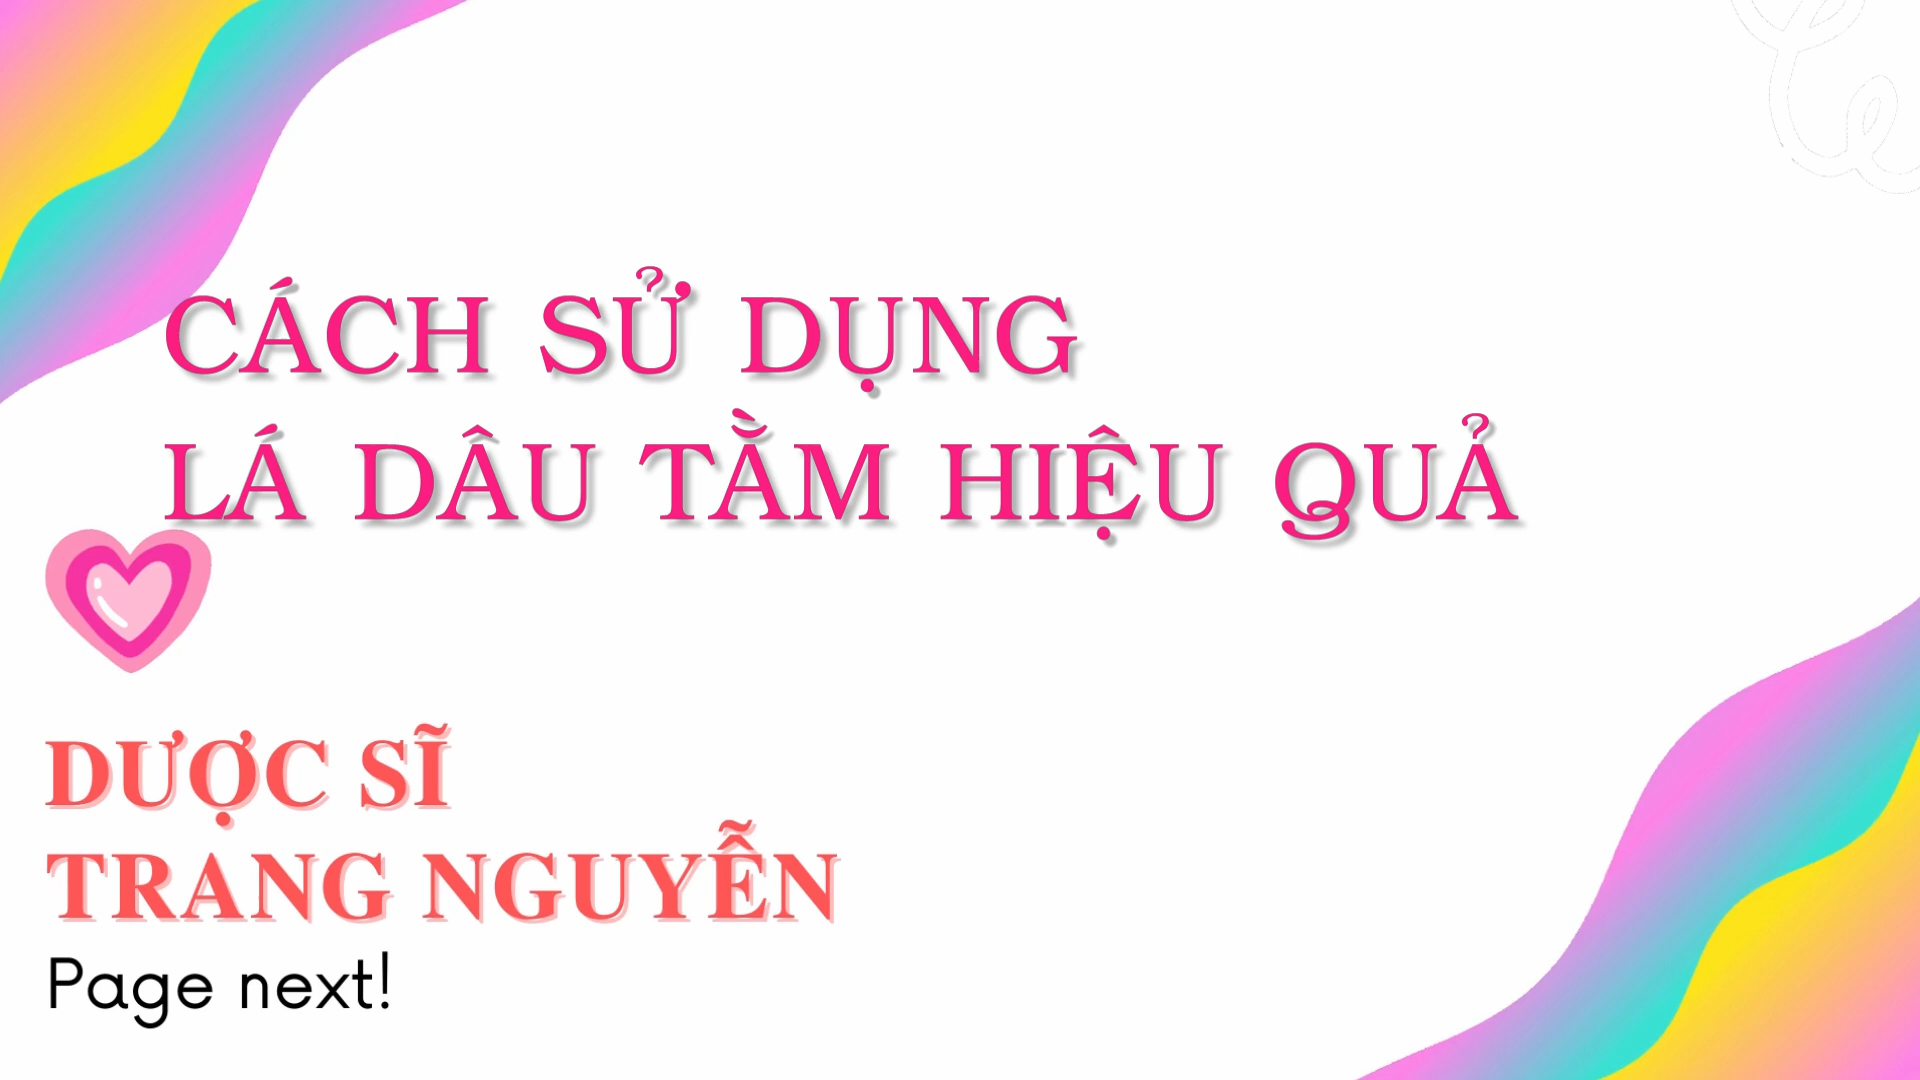 CÁCH SỬ DỤNG
LÁ DÂU TẰM HIỆU QUẢ
DƯỢC SĨ
TRANG NGUYỄN
Page next!